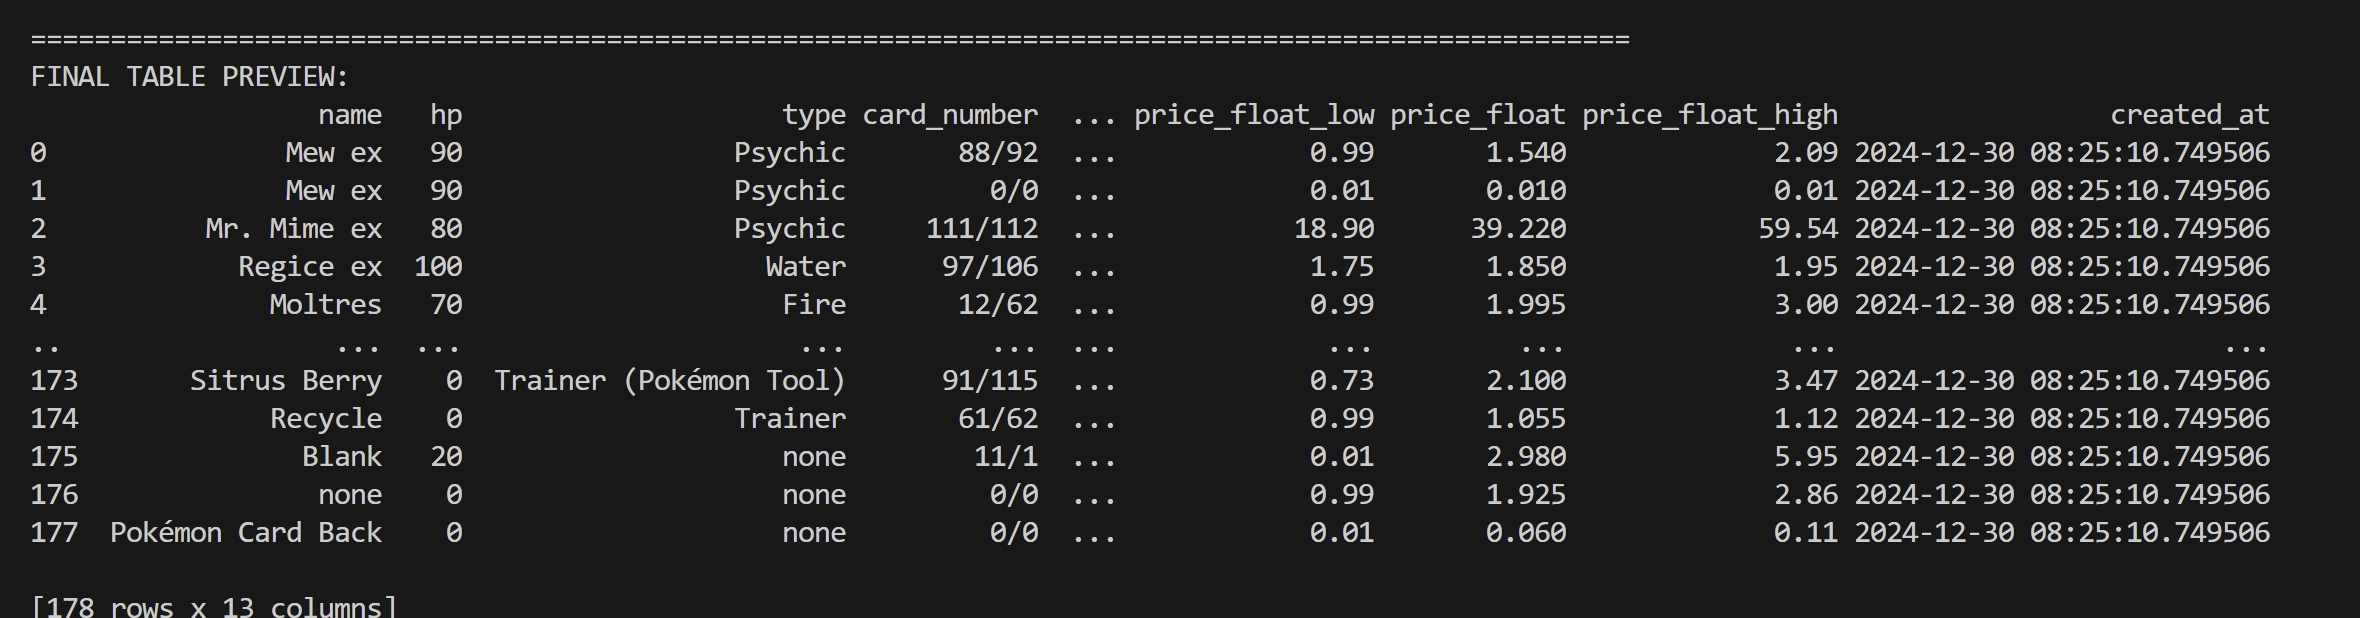 ====================================================================================================
FINAL TABLE PREVIEW:
                  name   hp                    type card_number  ... price_float_low price_float price_float_high                 created_at
0               Mew ex   90                 Psychic       88/92  ...            0.99       1.540             2.09 2024-12-30 08:25:10.749506
1               Mew ex   90                 Psychic         0/0  ...            0.01       0.010             0.01 2024-12-30 08:25:10.749506
2          Mr. Mime ex   80                 Psychic     111/112  ...           18.90      39.220            59.54 2024-12-30 08:25:10.749506
3            Regice ex  100                   Water      97/106  ...            1.75       1.850             1.95 2024-12-30 08:25:10.749506
4              Moltres   70                    Fire       12/62  ...            0.99       1.995             3.00 2024-12-30 08:25:10.749506
..                 ...  ...                     ...         ...  ...             ...         ...              ...                        ...
173       Sitrus Berry    0  Trainer (Pokémon Tool)      91/115  ...            0.73       2.100             3.47 2024-12-30 08:25:10.749506
174            Recycle    0                 Trainer       61/62  ...            0.99       1.055             1.12 2024-12-30 08:25:10.749506
175              Blank   20                    none        11/1  ...            0.01       2.980             5.95 2024-12-30 08:25:10.749506
176               none    0                    none         0/0  ...            0.99       1.925             2.86 2024-12-30 08:25:10.749506
177  Pokémon Card Back    0                    none         0/0  ...            0.01       0.060             0.11 2024-12-30 08:25:10.749506
[178 rows x 13 columns]